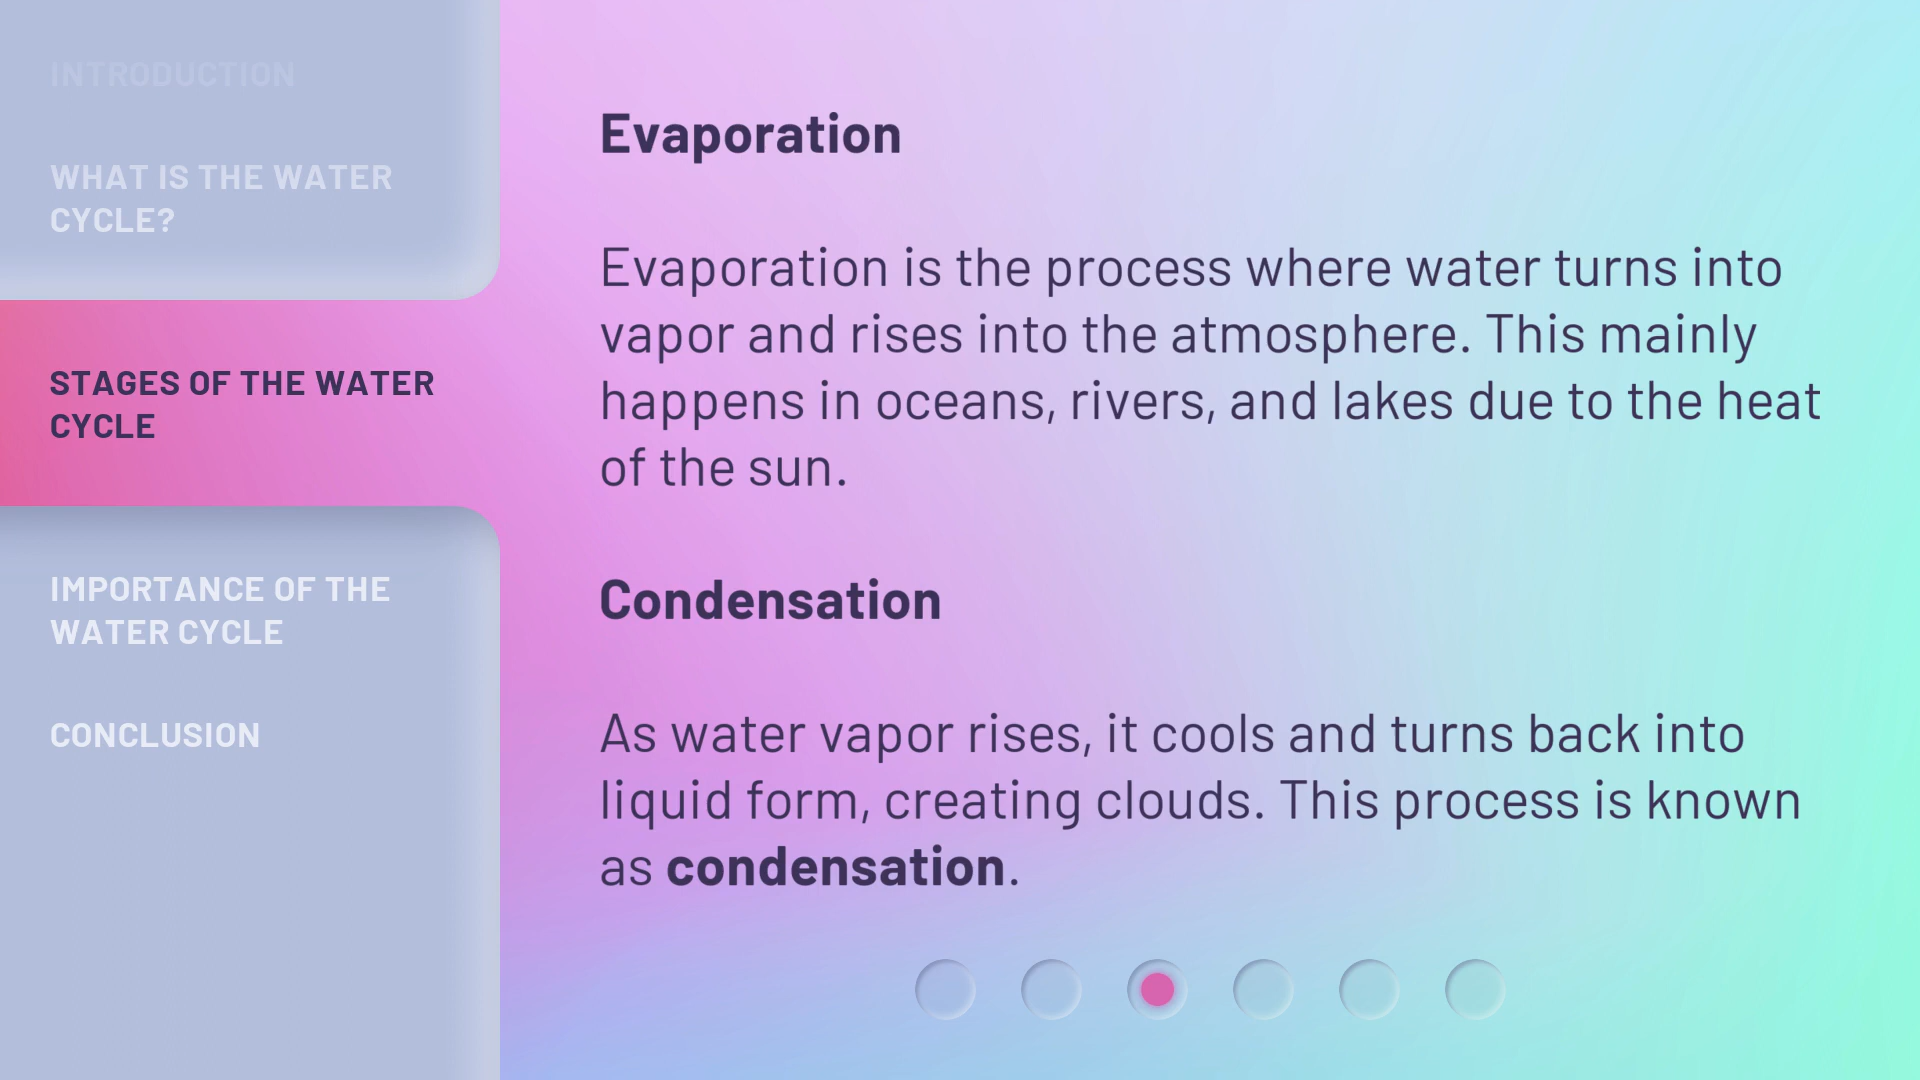 INTRODUCTION
WHAT IS THE WATER
CYCLE?
STAGES OF THE WATER
CYCLE
IMPORTANCE OF THE
WATER CYCLE
CONCLUSION
Evaporation
Evaporation is the process where water turns into
vapor and rises into the atmosphere. This mainly
happens in oceans, rivers, and lakes due to the heat
of the sun.
Condensation
As water vapor rises, it cools and turns back into
liquid form, creating clouds. This process is known
as condensation.